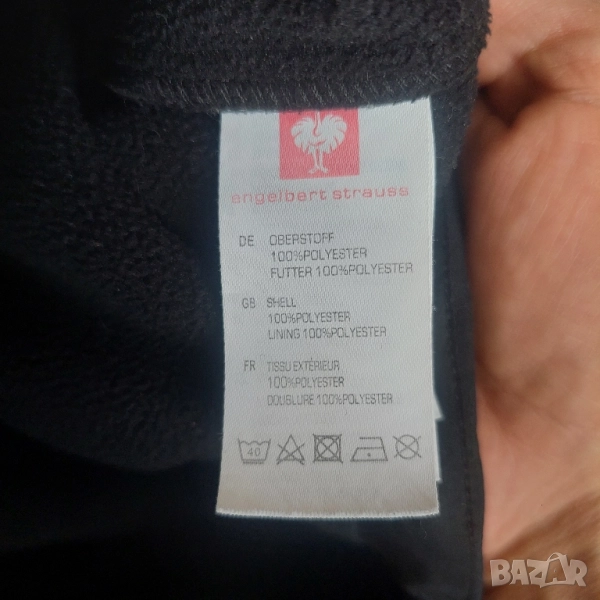 engelbert strauss
DE OBERSTOFF
100%POLYESTER
FUTTER 100%POLYESTER
GB SHELL
100%POLYESTER
LINING 100%POLYESTER
FR TISSU EXTÉRIEUR
100%POLYESTER
DOUBLURE 100%POLYESTER
40
BAZAR